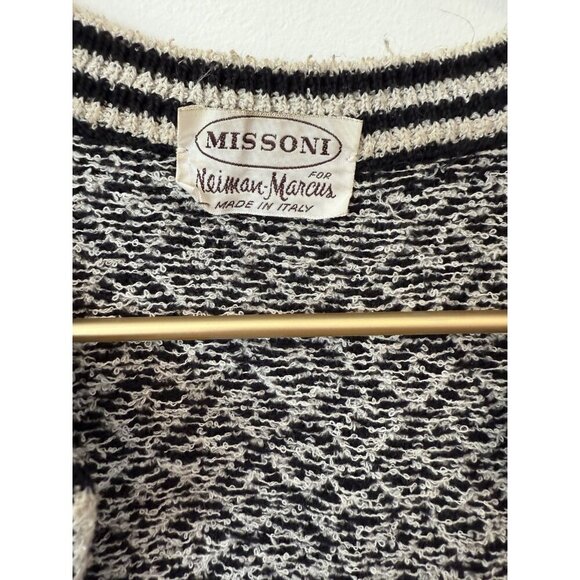 MISSONI
FOR
Neiman-Marcus
MADE IN ITALY